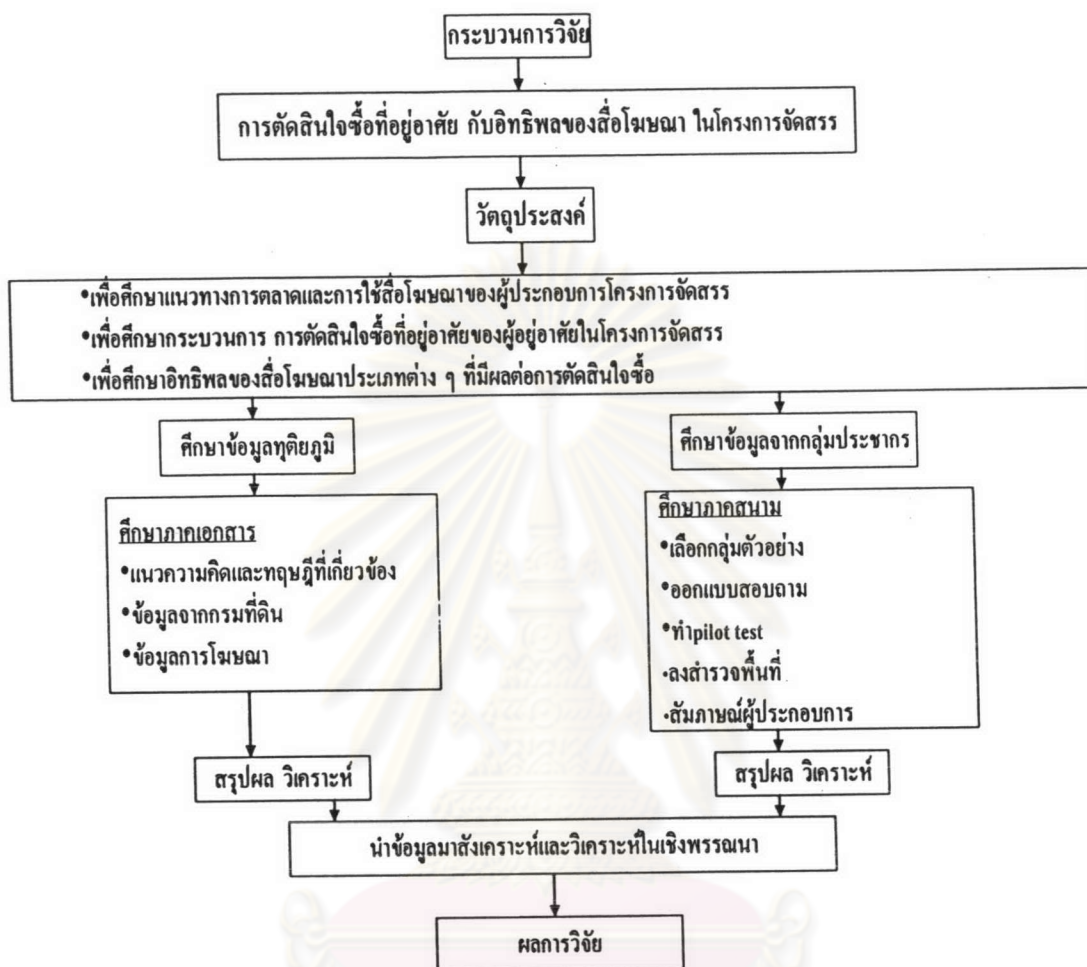 กระบวนการวิจัย
การตัดสินใจซื้อที่อยู่อาศัย กับอิทธิพลของสื่อโฆษณา ในโครงการจัดสรร
วัตถุประสงค์
•เพื่อศึกษาแนวทางการตลาดและการใช้สื่อโฆษณาของผู้ประกอบการโครงการจัดสรร
•เพื่อศึกษากระบวนการ การตัดสินใจซื้อที่อยู่อาศัยของผู้อยู่อาศัยในโครงการจัดสรร
•เพื่อศึกษาอิทธิพลของสื่อโฆษณาประเภทต่าง ๆ ที่มีผลต่อการตัดสินใจซื้อ
ศึกษาข้อมูลทุติยภูมิ
ศึกษาภาคเอกสาร
•แนวความคิดและทฤษฎีที่เกี่ยวข้อง
•ข้อมูลจากกรมที่ดิน
•ข้อมูลการโฆษณา
สรุปผล วิเคราะห์
ศึกษาข้อมูลจากกลุ่มประชากร
ศึกษาภาคสนาม
•เลือกกลุ่มตัวอย่าง
•ออกแบบสอบถาม
•ทำpilot test
•ลงสำรวจพื้นที่
•สัมภาษณ์ผู้ประกอบการ
สรุปผล วิเคราะห์
นำข้อมูลมาสังเคราะห์และวิเคราะห์ในเชิงพรรณนา
ผลการวิจัย